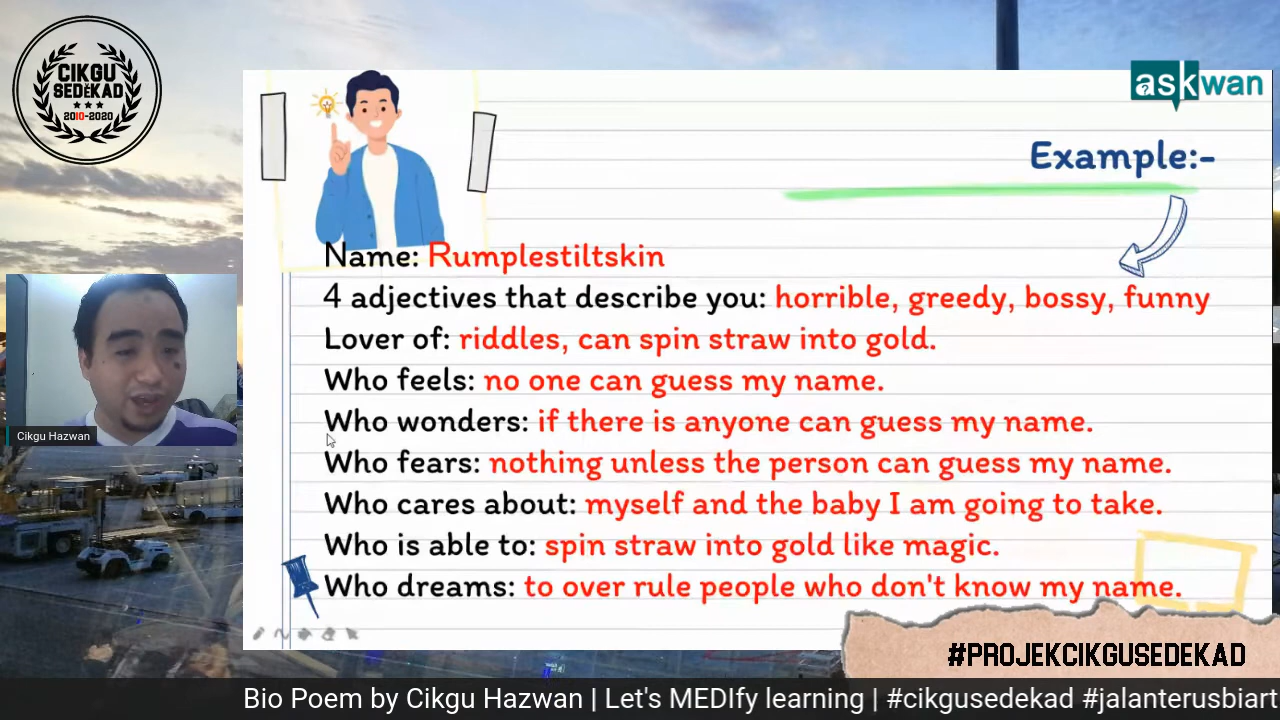 CIKGU
SEDĚKAD
2010-2020
askwan
Example:-
Name: Rumplestiltskin
4 adjectives that describe you: horrible, greedy, bossy, funny
Lover of: riddles, can spin straw into gold.
Who feels: no one can guess my name.
Who wonders: if there is anyone can guess my name.
Cikgu Hazwan
Who fears: nothing unless the person can guess my name.
Who cares about: myself and the baby I am going to take.
Who is able to: spin straw into gold like magic.
Who dreams: to over rule people who don't know my name.
#PROJEKCIKGUSEDEKAD
Bio Poem by Cikgu Hazwan | Let's MEDIfy learning | #cikgusedekad #jalanterusbiart